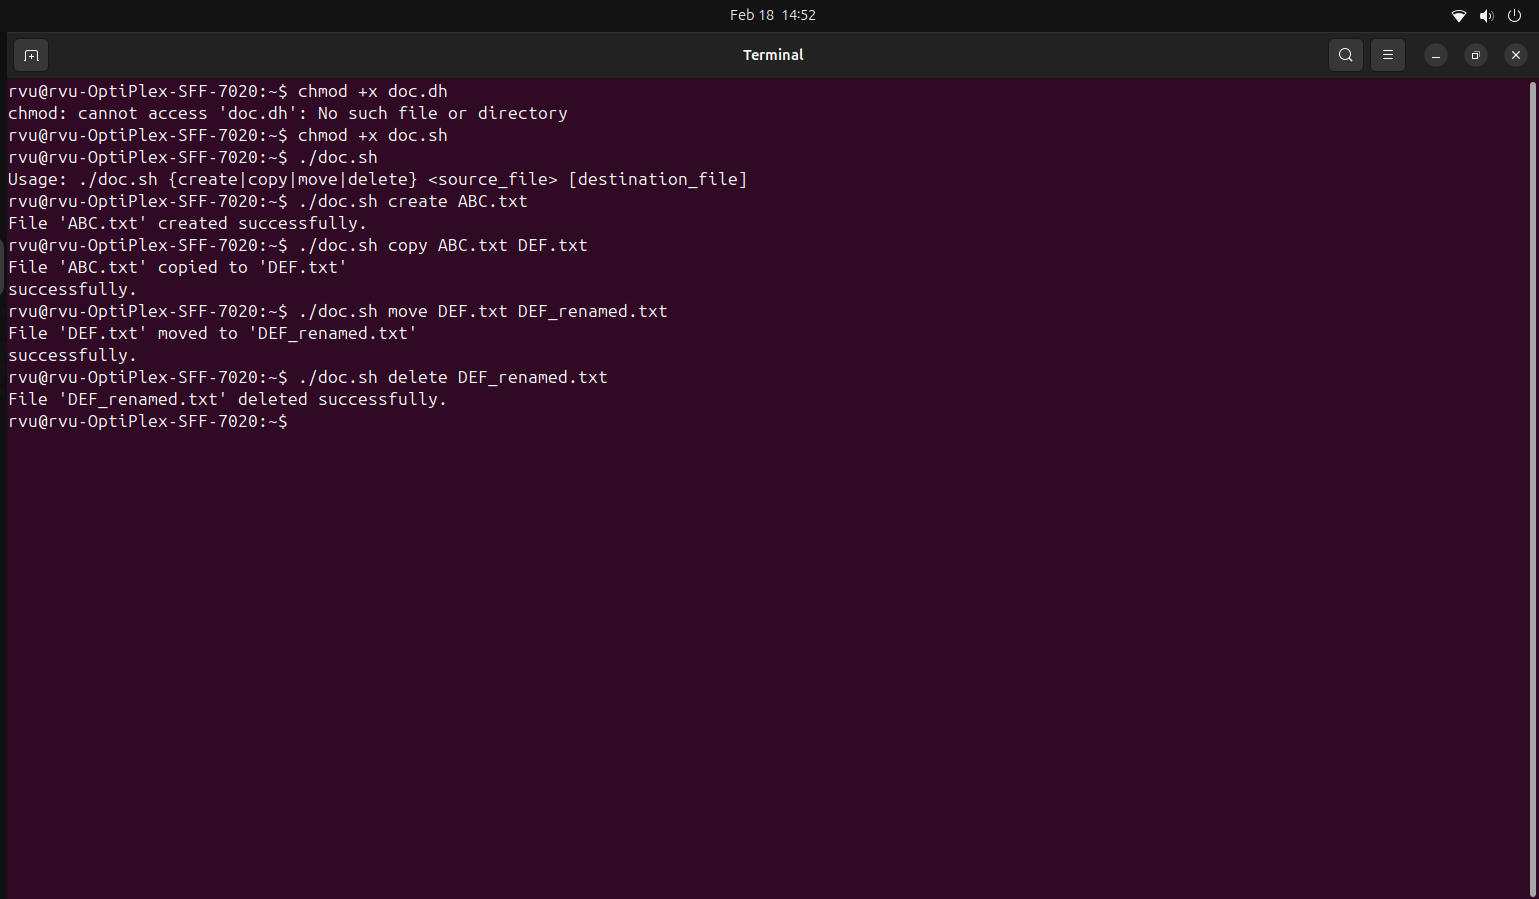 Feb 18 14:52
Terminal
rvu@rvu-OptiPlex-SFF-7020:~$ chmod +x doc.dh
chmod: cannot access 'doc.dh': No such file or directory
rvu@rvu-OptiPlex-SFF-7020:~$ chmod +x doc.sh
rvu@rvu-OptiPlex-SFF-7020:~$ ./doc.sh
Usage: ./doc.sh {create|copy|move|delete} <source_file> [destination_file]
rvu@rvu-OptiPlex-SFF-7020:~$ ./doc.sh create ABC.txt
File 'ABC.txt' created successfully.
rvu@rvu-OptiPlex-SFF-7020:~$ ./doc.sh copy ABC.txt DEF.txt
File 'ABC.txt' copied to 'DEF.txt'
successfully.
rvu@rvu-OptiPlex-SFF-7020:~$ ./doc.sh move DEF.txt DEF_renamed.txt
File 'DEF.txt' moved to 'DEF_renamed.txt'
successfully.
rvu@rvu-OptiPlex-SFF-7020:~$ ./doc.sh delete DEF_renamed.txt
File 'DEF_renamed.txt' deleted successfully.
rvu@rvu-OptiPlex-SFF-7020:~$